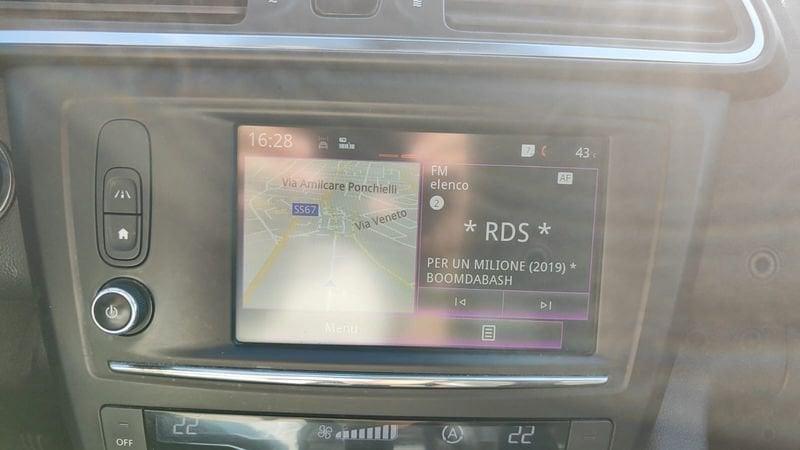 16:28
7
43°C
Via Amilcare Ponchielli
SS67
Via Veneto
FM
elenco
AF
2
* RDS *
PER UN MILIONE (2019) *
BOOMDABASH
Menu
OFF
22
A
22